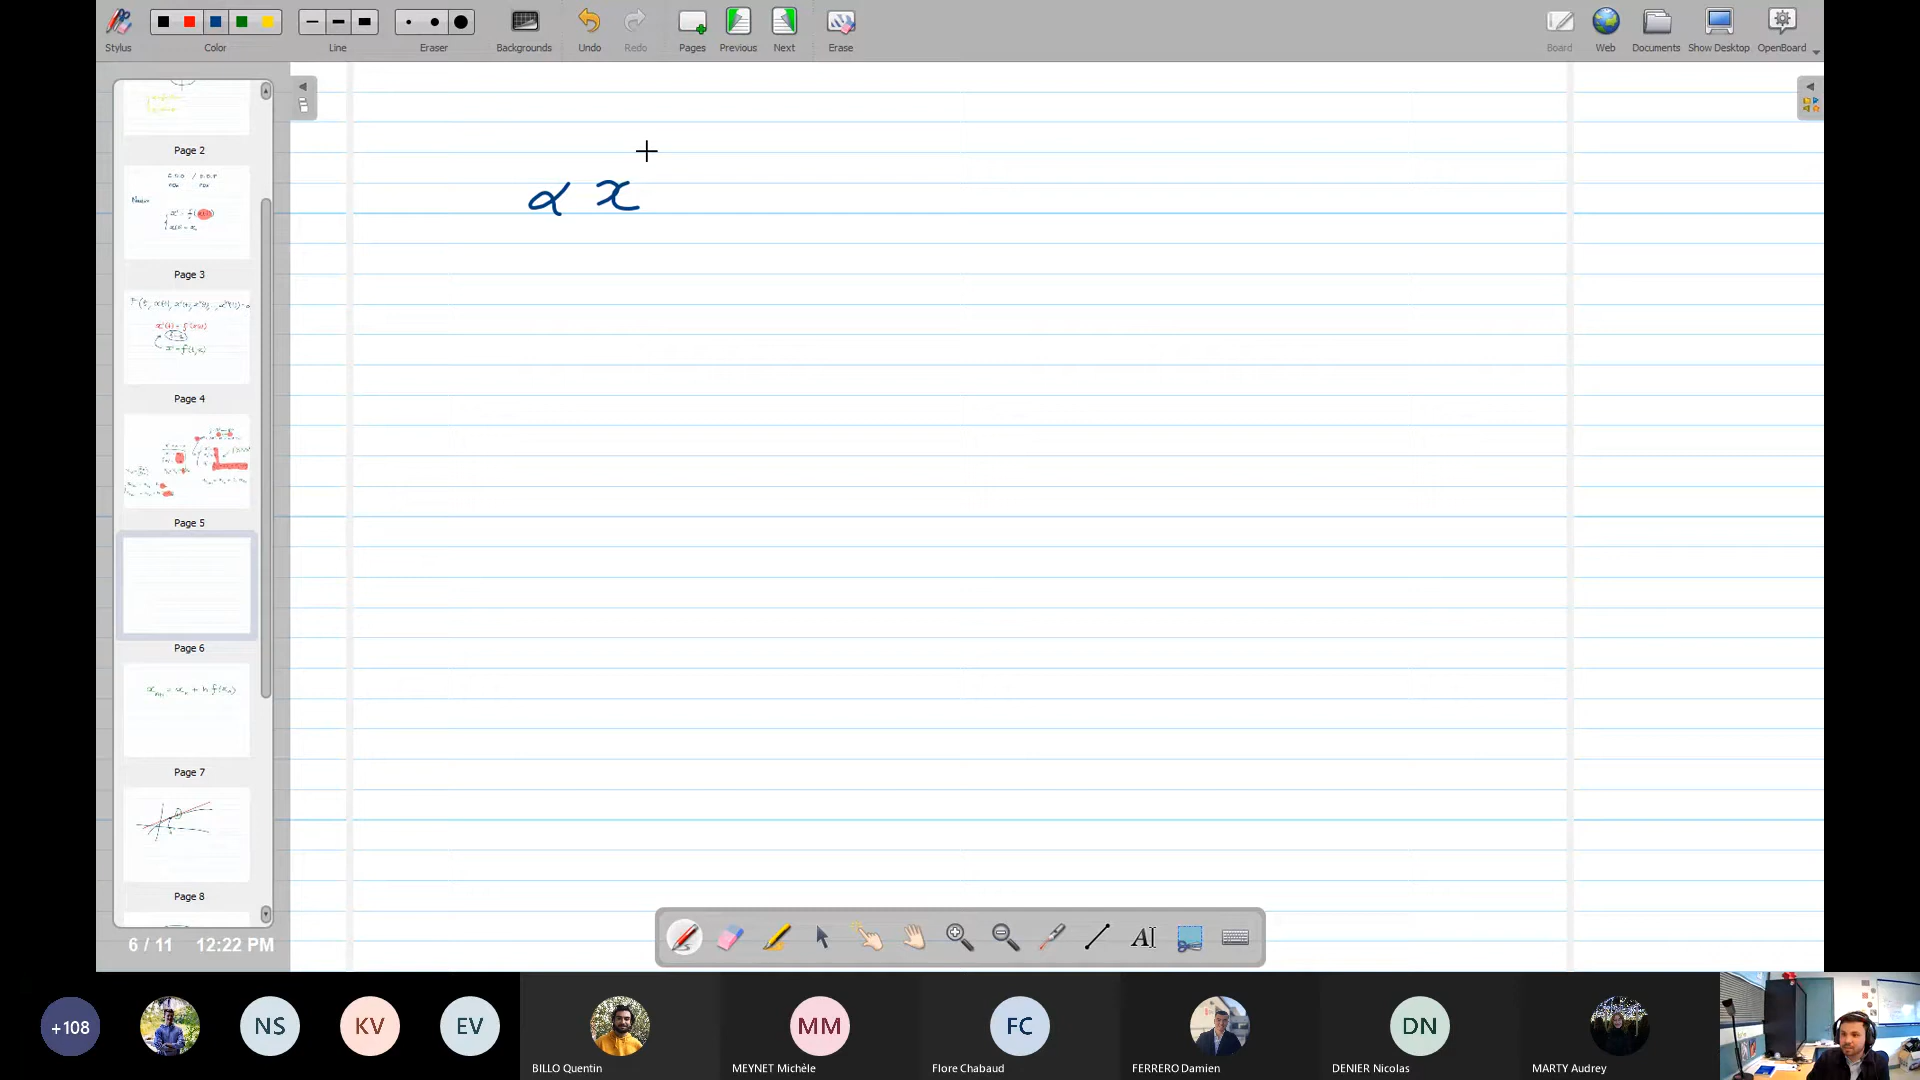 Stylus
Color
Line
Eraser
Backgrounds
Undo
Redo
Pages
Previous
Next
Erase
Board
Web
Documents
Show Desktop
OpenBoard
α x
Page 2
Page 3
Page 4
Page 5
Page 6
Page 7
Page 8
6 / 11 12:22 PM
+108
NS
KV
EV
BILLO Quentin
MM
MEYNET Michèle
FC
Flore Chabaud
FERRERO Damien
DN
DENIER Nicolas
MARTY Audrey